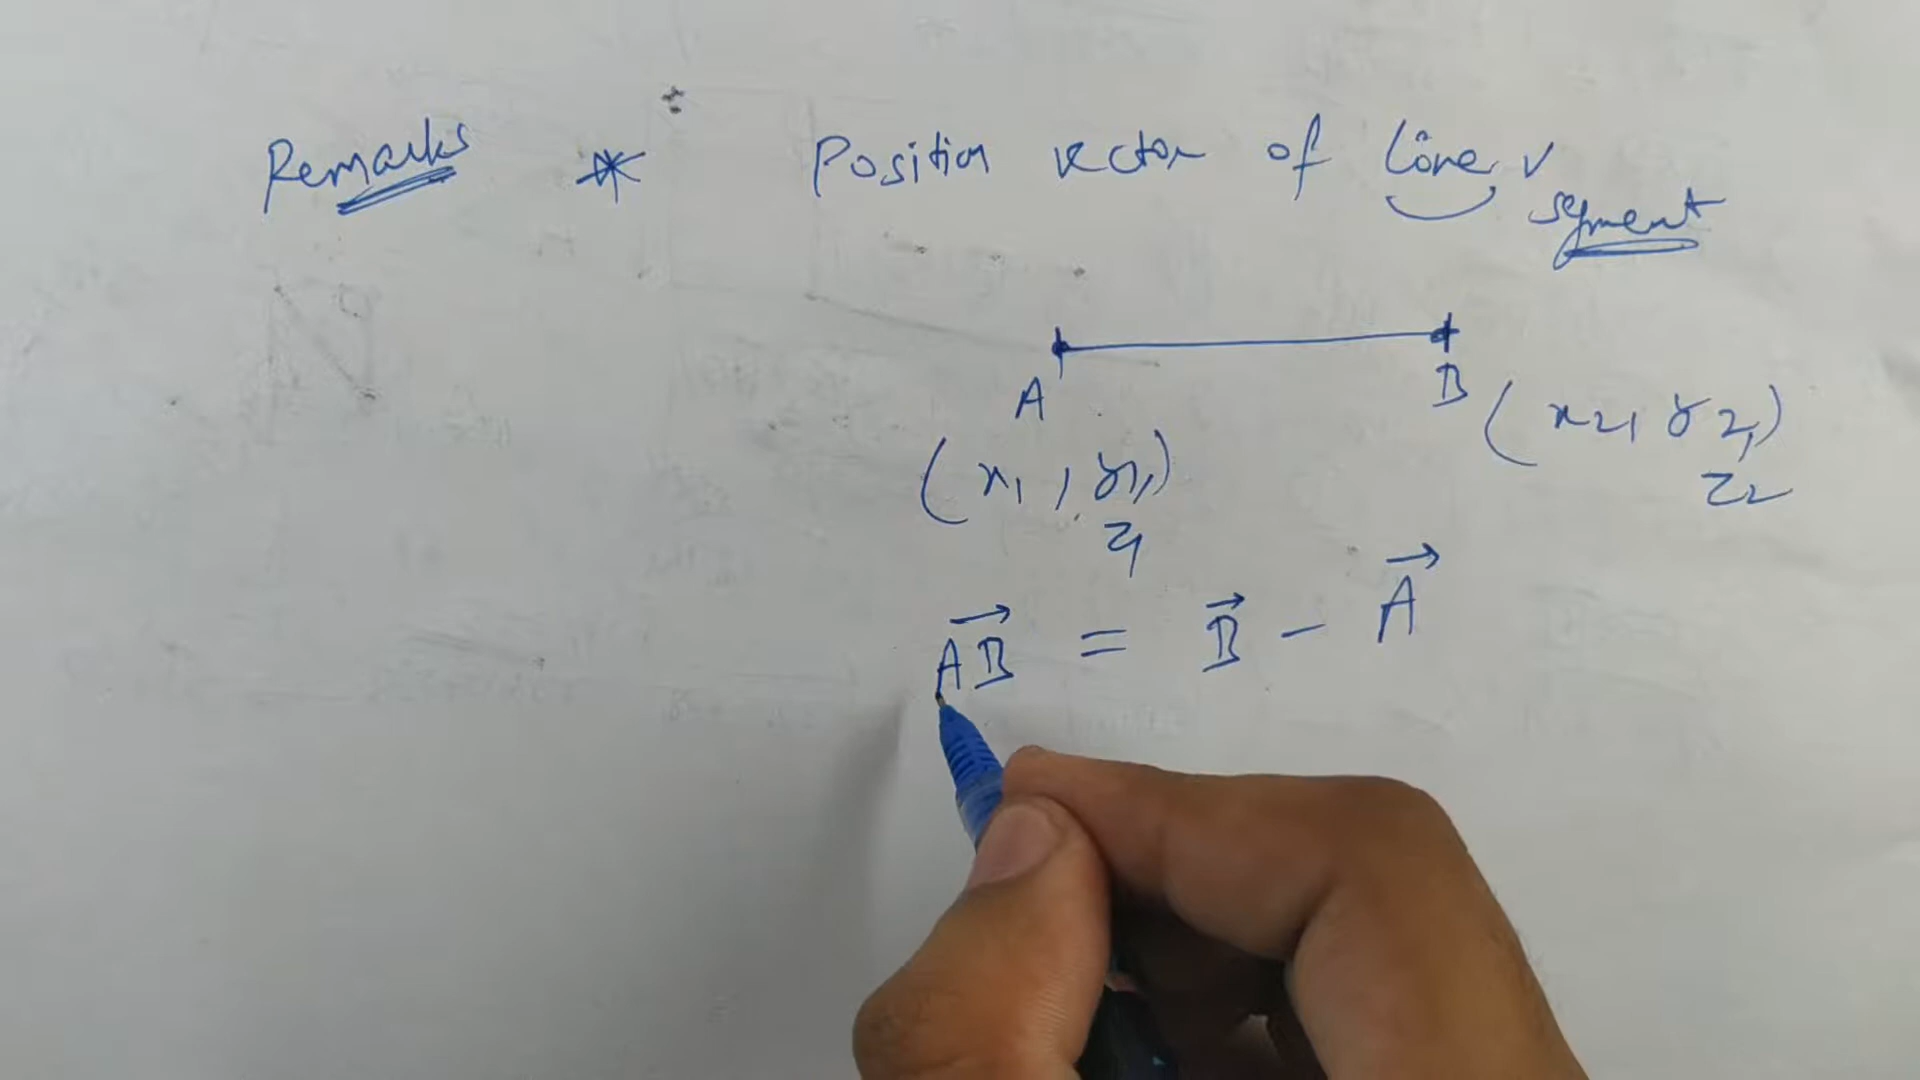 Remarks * Position vector of line
segment
A B
(x1, y1,) (x2, y2,)
z1 z2
AB = B - A